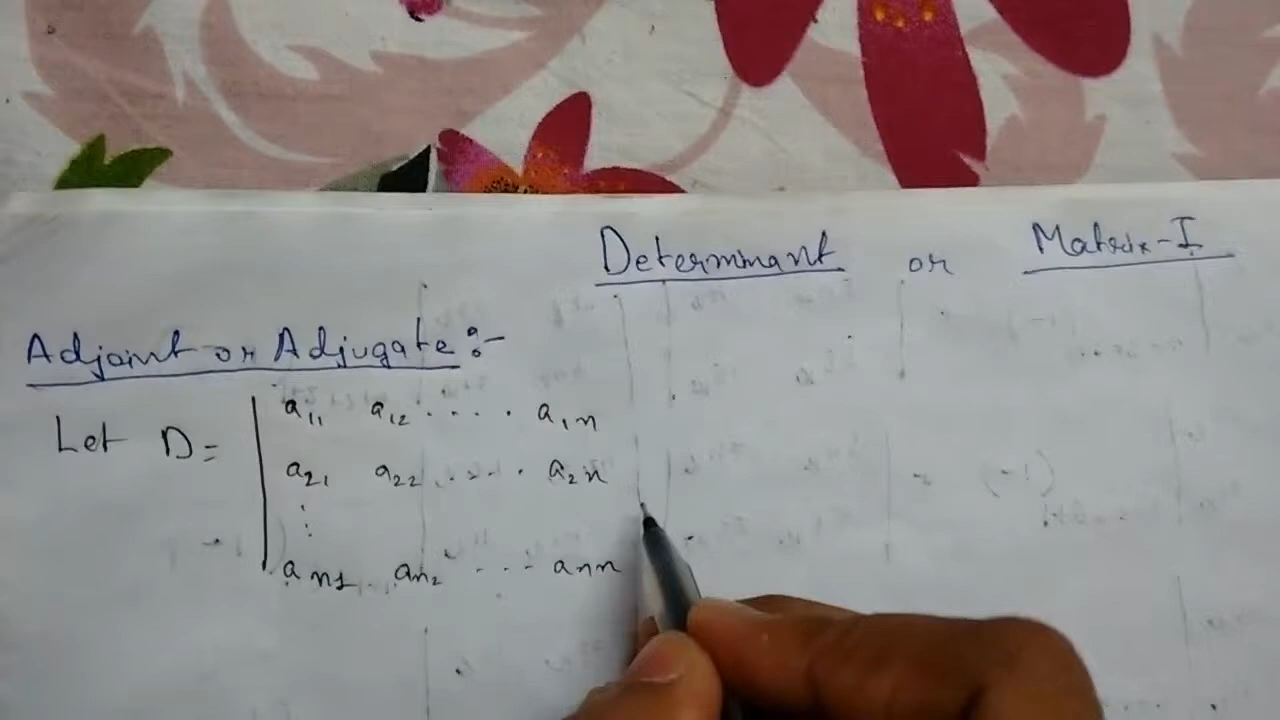 Determinant or Matrix-I
Adjoint or Adjugate :-
Let D = | a11 a12 .... a1n
a21 a22 .... a2n
⋮
an1 an2 ... ann